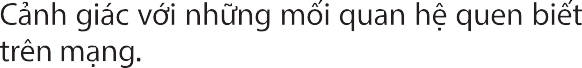 Cảnh giác với những mối quan hệ quen biết
trên mạng.